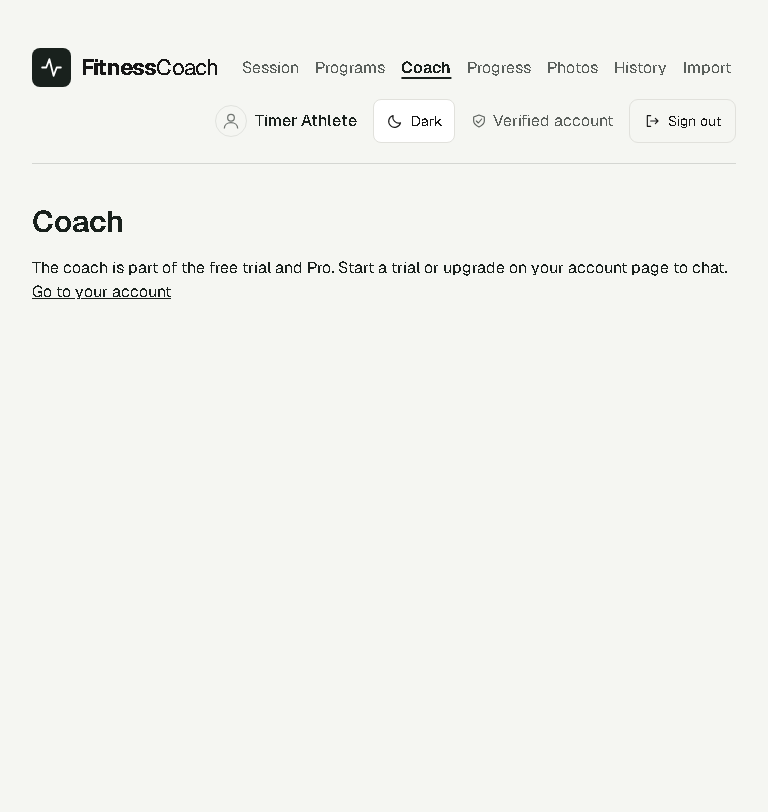 FitnessCoach
Session Programs Coach Progress Photos History Import
Timer Athlete Dark Verified account Sign out
Coach
The coach is part of the free trial and Pro. Start a trial or upgrade on your account page to chat.
Go to your account